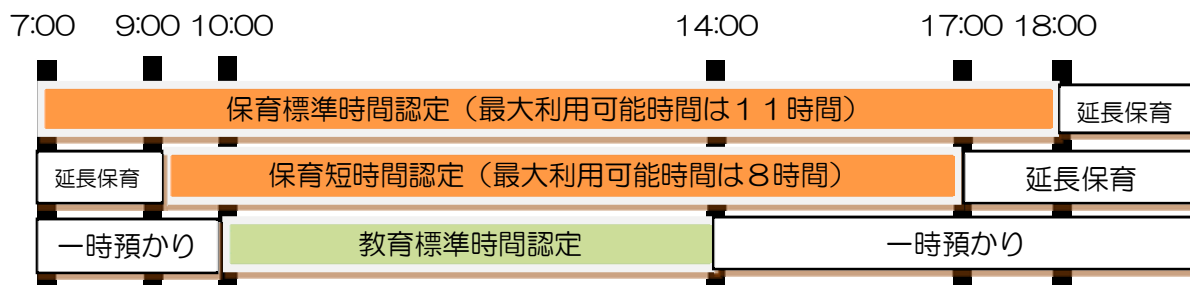 7:00 9:00 10:00 14:00 17:00 18:00
保育標準時間認定（最大利用可能時間は１１時間） 延長保育
延長保育 保育短時間認定（最大利用可能時間は８時間） 延長保育
一時預かり 教育標準時間認定 一時預かり